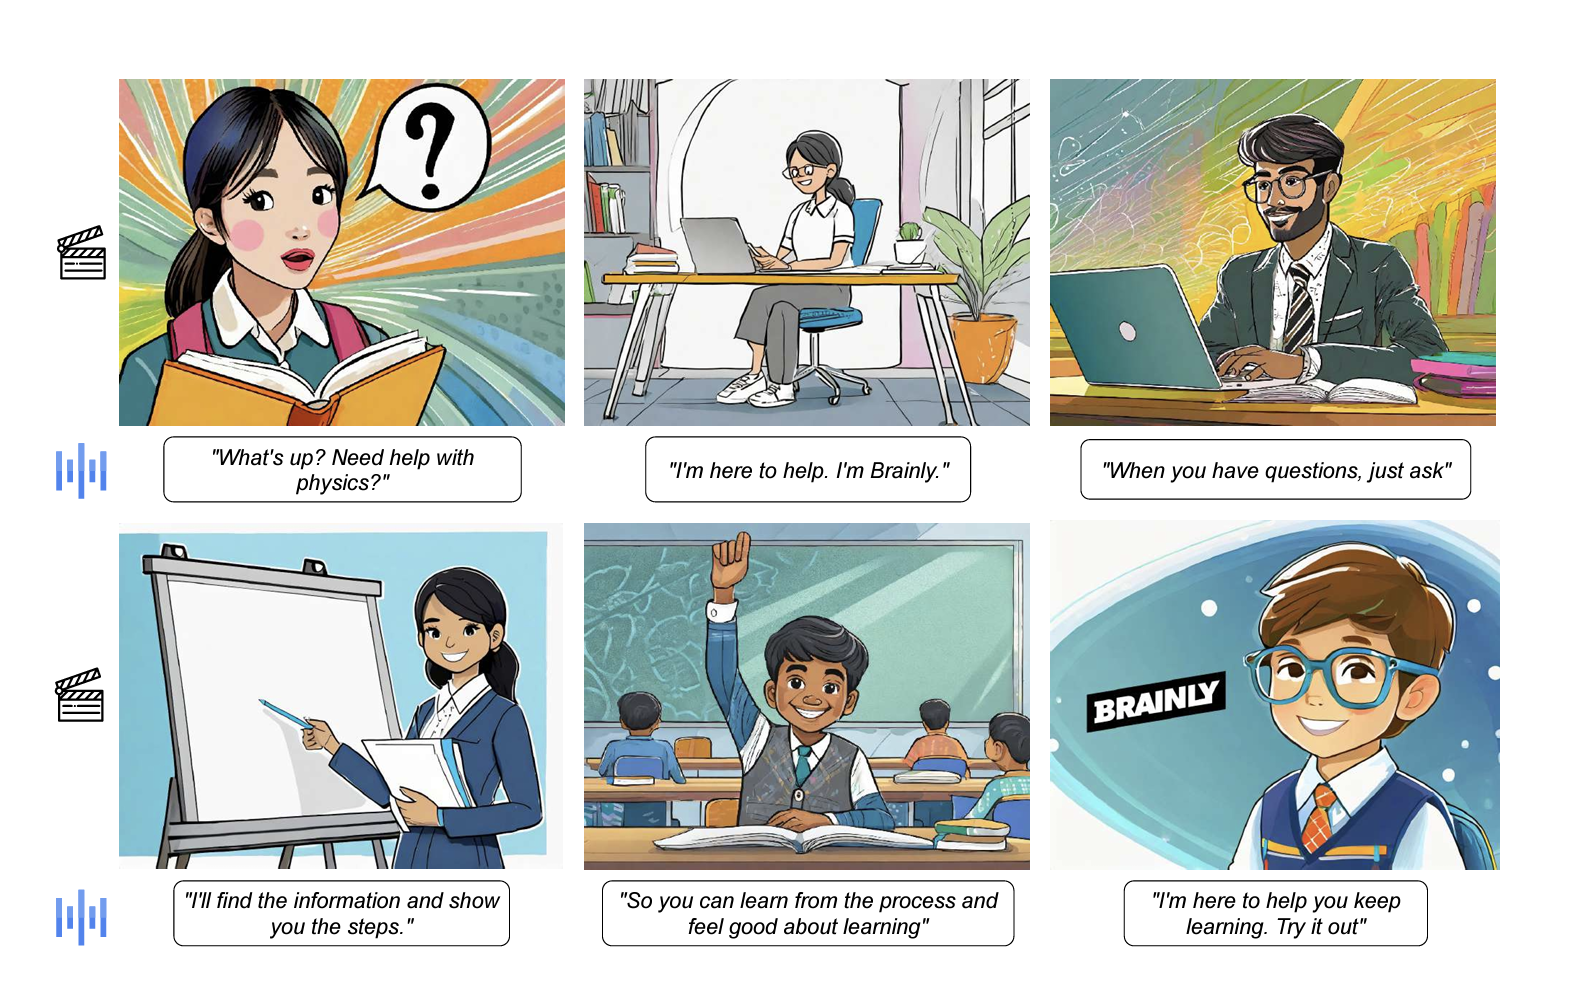 ?
"What's up? Need help with
physics?"
"I'm here to help. I'm Brainly."
"When you have questions, just ask"
BRAINLY
"I'll find the information and show
you the steps."
"So you can learn from the process and
feel good about learning"
"I'm here to help you keep
learning. Try it out"